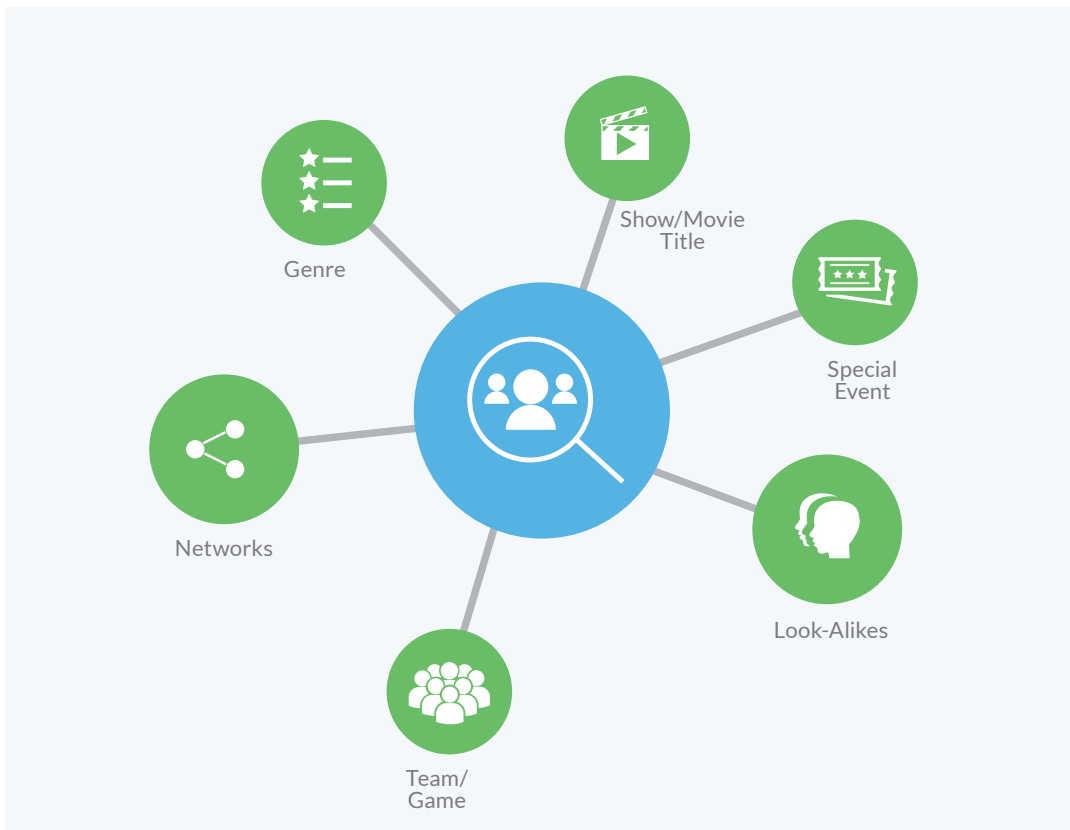 Show/Movie
Title
Genre
Special
Event
Networks
Look-Alikes
Team/
Game